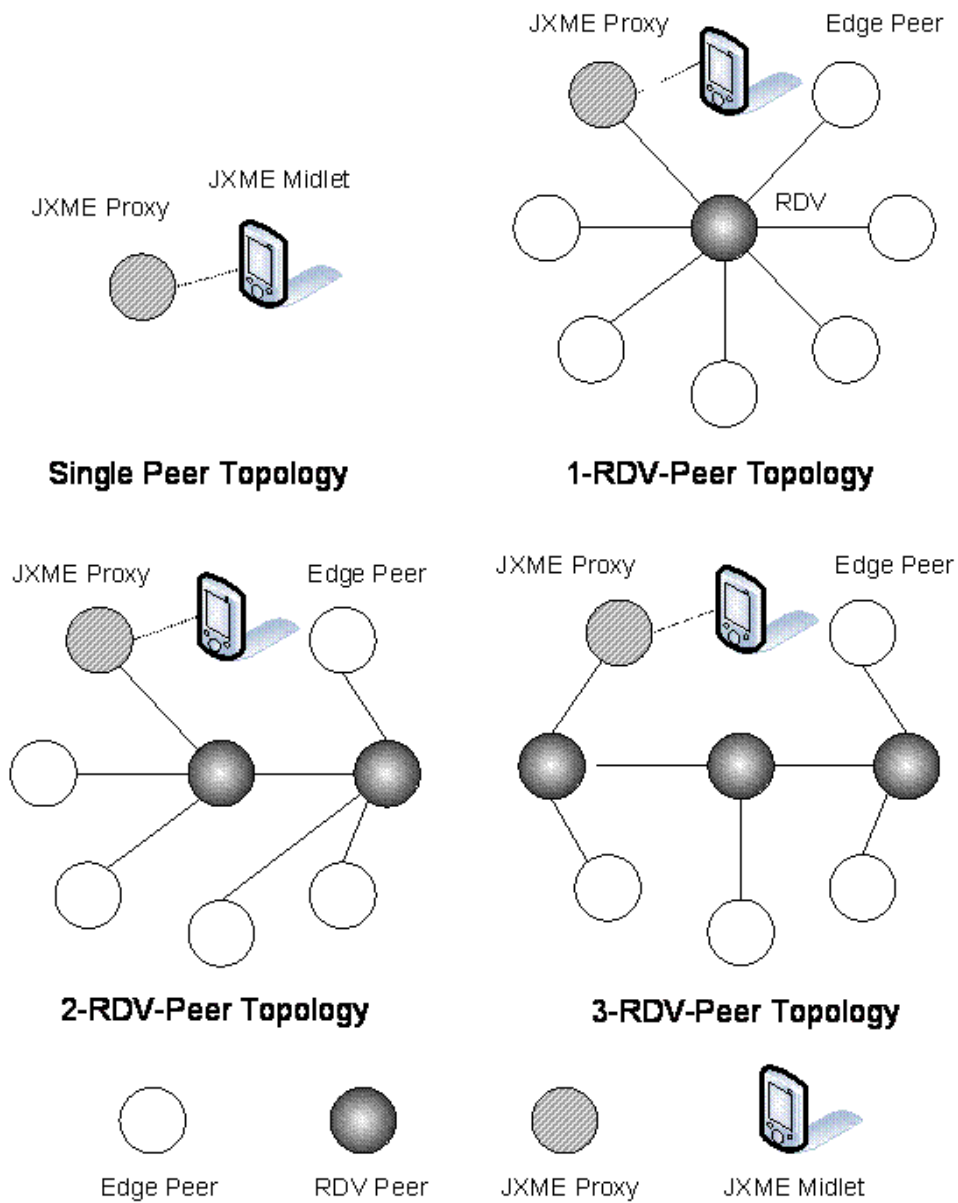 JXME Proxy
Edge Peer
JXME Midlet
JXME Proxy
RDV
Single Peer Topology
1-RDV-Peer Topology
JXME Proxy
Edge Peer
JXME Proxy
Edge Peer
2-RDV-Peer Topology
3-RDV-Peer Topology
Edge Peer
RDV Peer
JXME Proxy
JXME Midlet